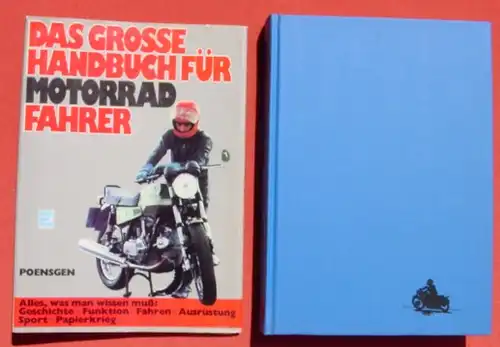 DAS GROSSE
HANDBUCH FÜR
MOTORRAD
FAHRER
POENSGEN
Alles, was man wissen muß:
Geschichte Funktion Fahren Ausrüstung
Sport Papierkrieg